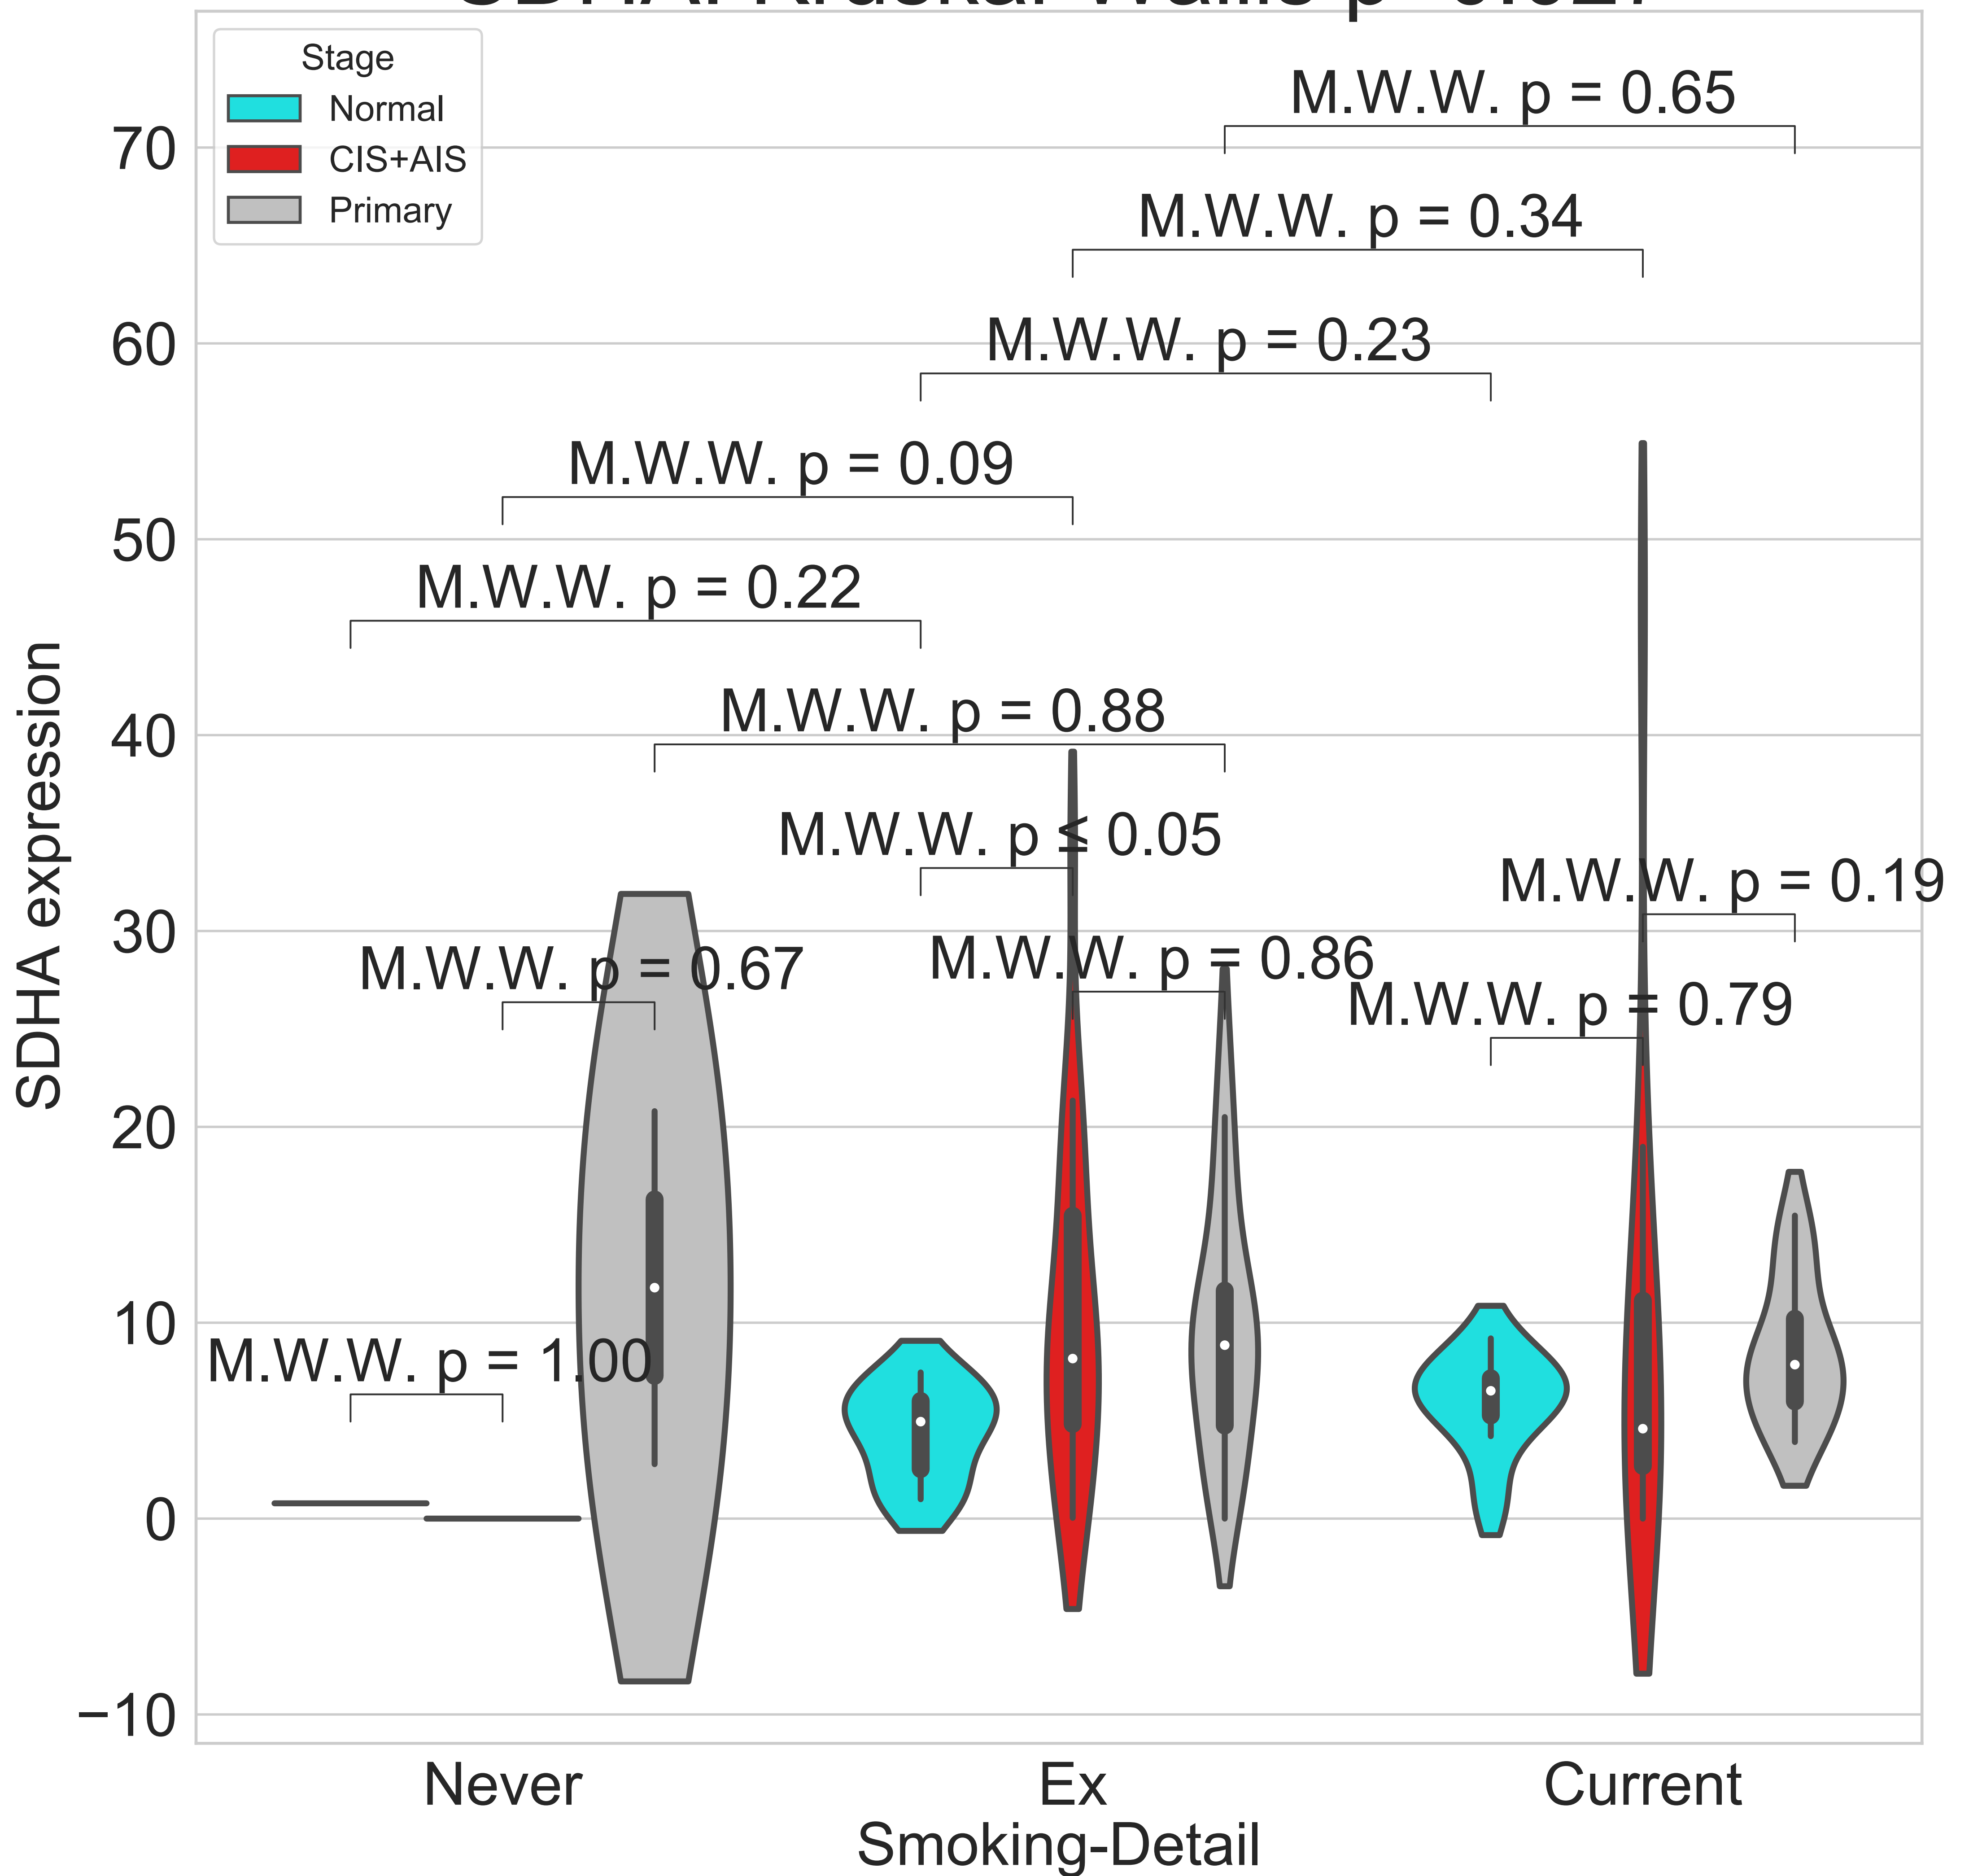 Stage
Normal
CIS+AIS
Primary
M.W.W. p = 0.65
M.W.W. p = 0.34
M.W.W. p = 0.23
M.W.W. p = 0.09
M.W.W. p = 0.22
M.W.W. p = 0.88
M.W.W. p ≤ 0.05
M.W.W. p = 0.19
M.W.W. p = 0.67
M.W.W. p = 0.86
M.W.W. p = 0.79
M.W.W. p = 1.00
70
60
50
40
30
20
10
0
−10
SDHA expression
Never
Ex
Current
Smoking-Detail